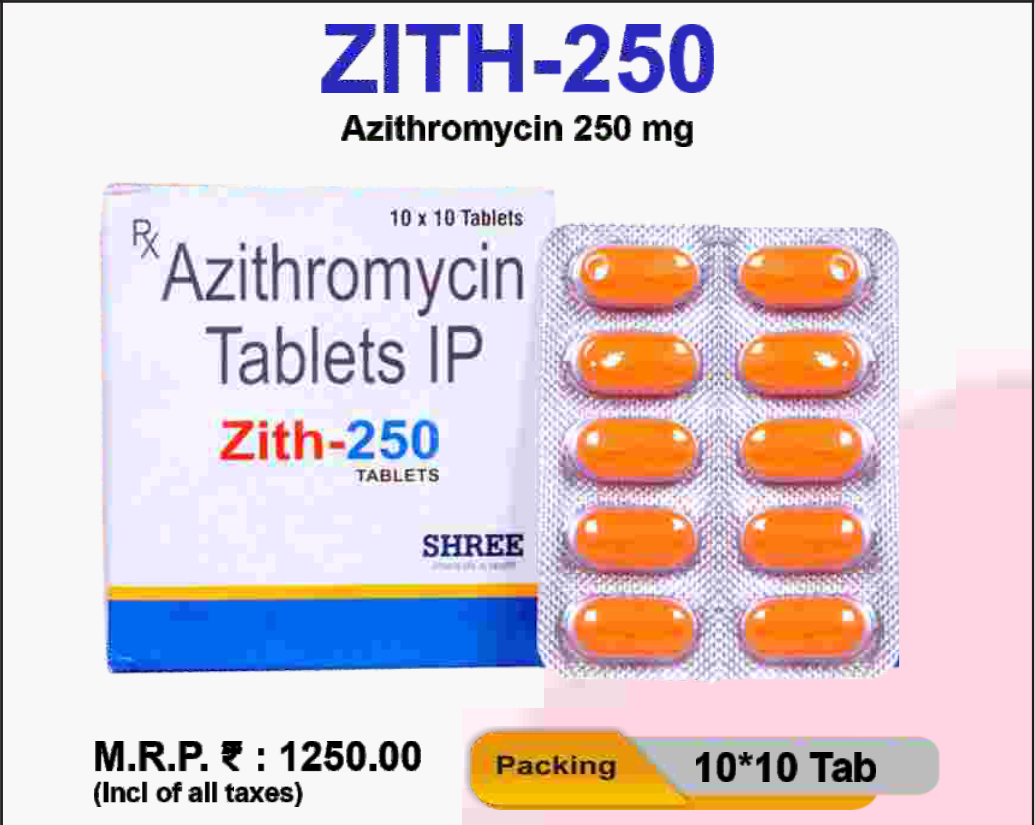 ZITH-250
Azithromycin 250 mg
10 x 10 Tablets
Rx Azithromycin
Tablets IP
Zith-250
TABLETS
SHREE
M.R.P. ₹ : 1250.00
(Incl of all taxes)
Packing
10*10 Tab